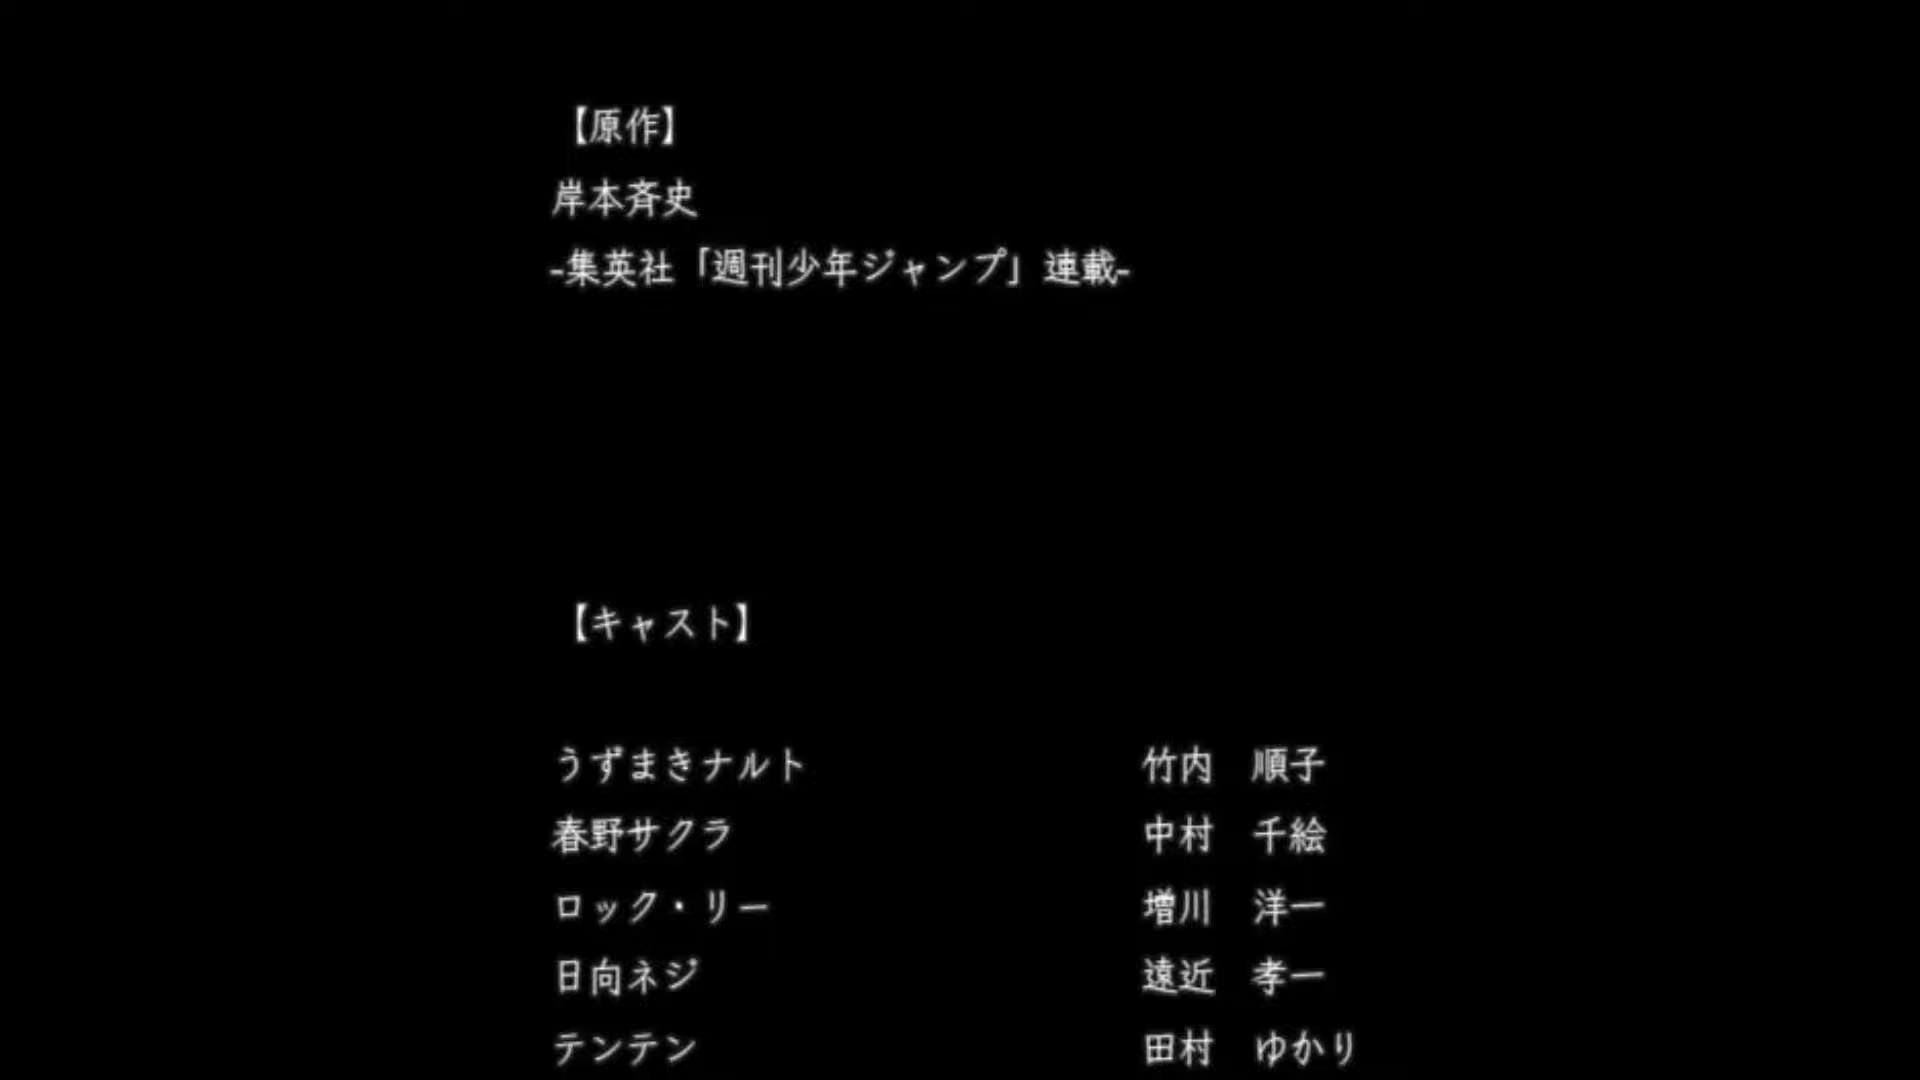 【原作】
岸本斉史
-集英社「週刊少年ジャンプ」連載-
【キャスト】
うずまきナルト　竹内　順子
春野サクラ　中村　千絵
ロック・リー　増川　洋一
日向ネジ　遠近　孝一
テンテン　田村　ゆかり